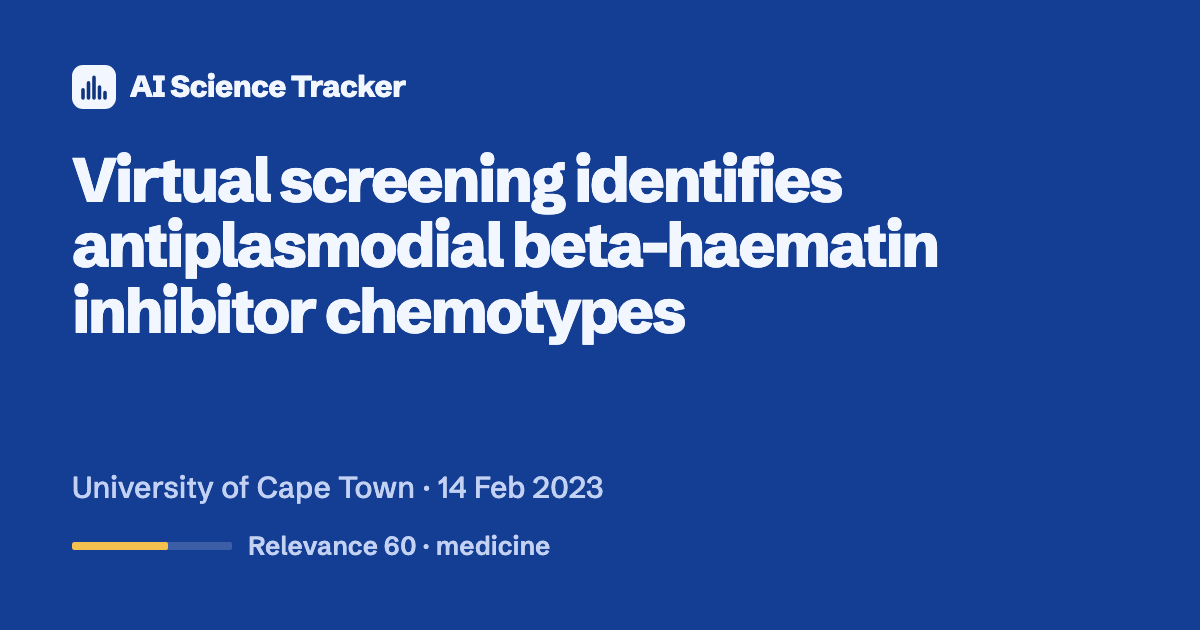 AI Science Tracker
Virtual screening identifies
antiplasmodial beta-haematin
inhibitor chemotypes
University of Cape Town · 14 Feb 2023
Relevance 60 · medicine